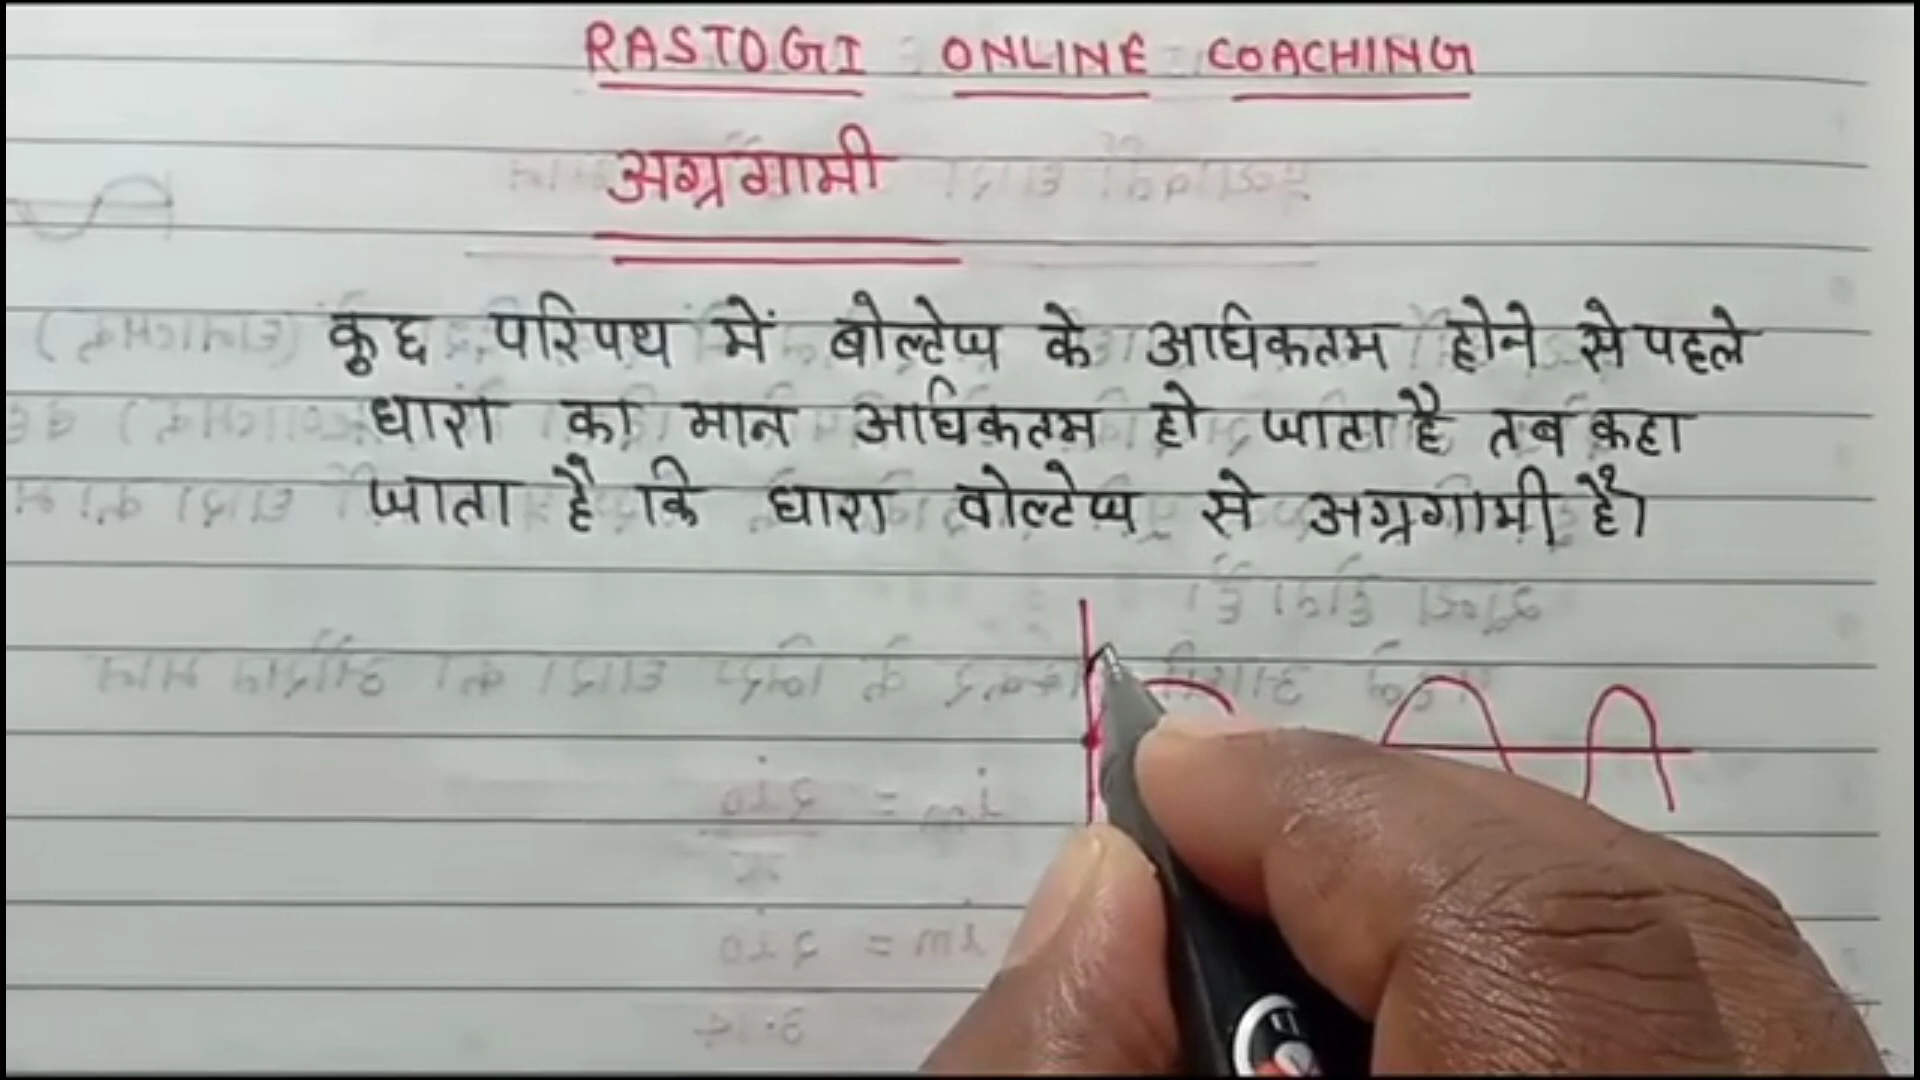 RASTOGI ONLINE COACHING
अग्रगामी
कुछ परिपथ में बोल्टेज के अधिकतम होने से पहले
धारा का मान अधिकतम हो जाता है तब कहा
जाता है कि धारा वोल्टेज से अग्रगामी है।